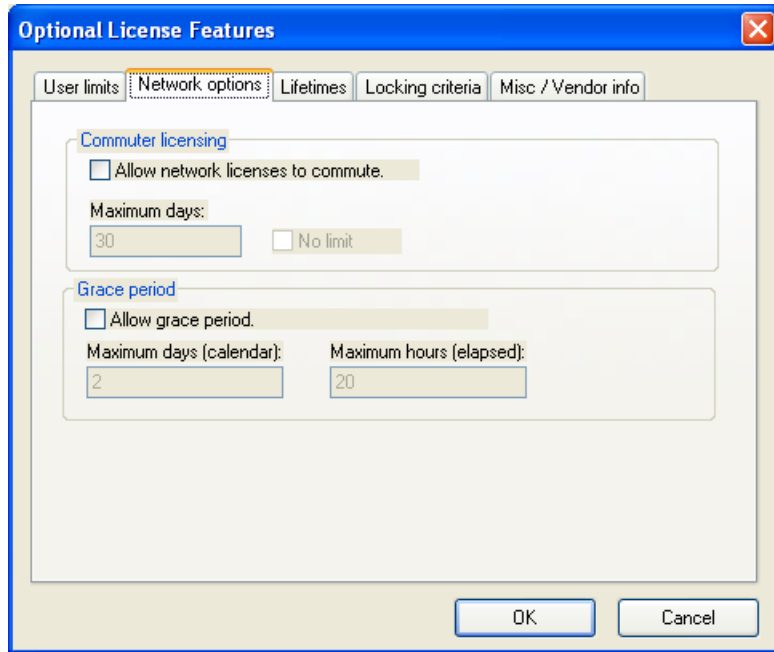 Optional License Features
User limits Network options Lifetimes Locking criteria Misc / Vendor info
Commuter licensing
Allow network licenses to commute.
Maximum days:
30 No limit
Grace period
Allow grace period.
Maximum days (calendar): Maximum hours (elapsed):
2 20
OK Cancel